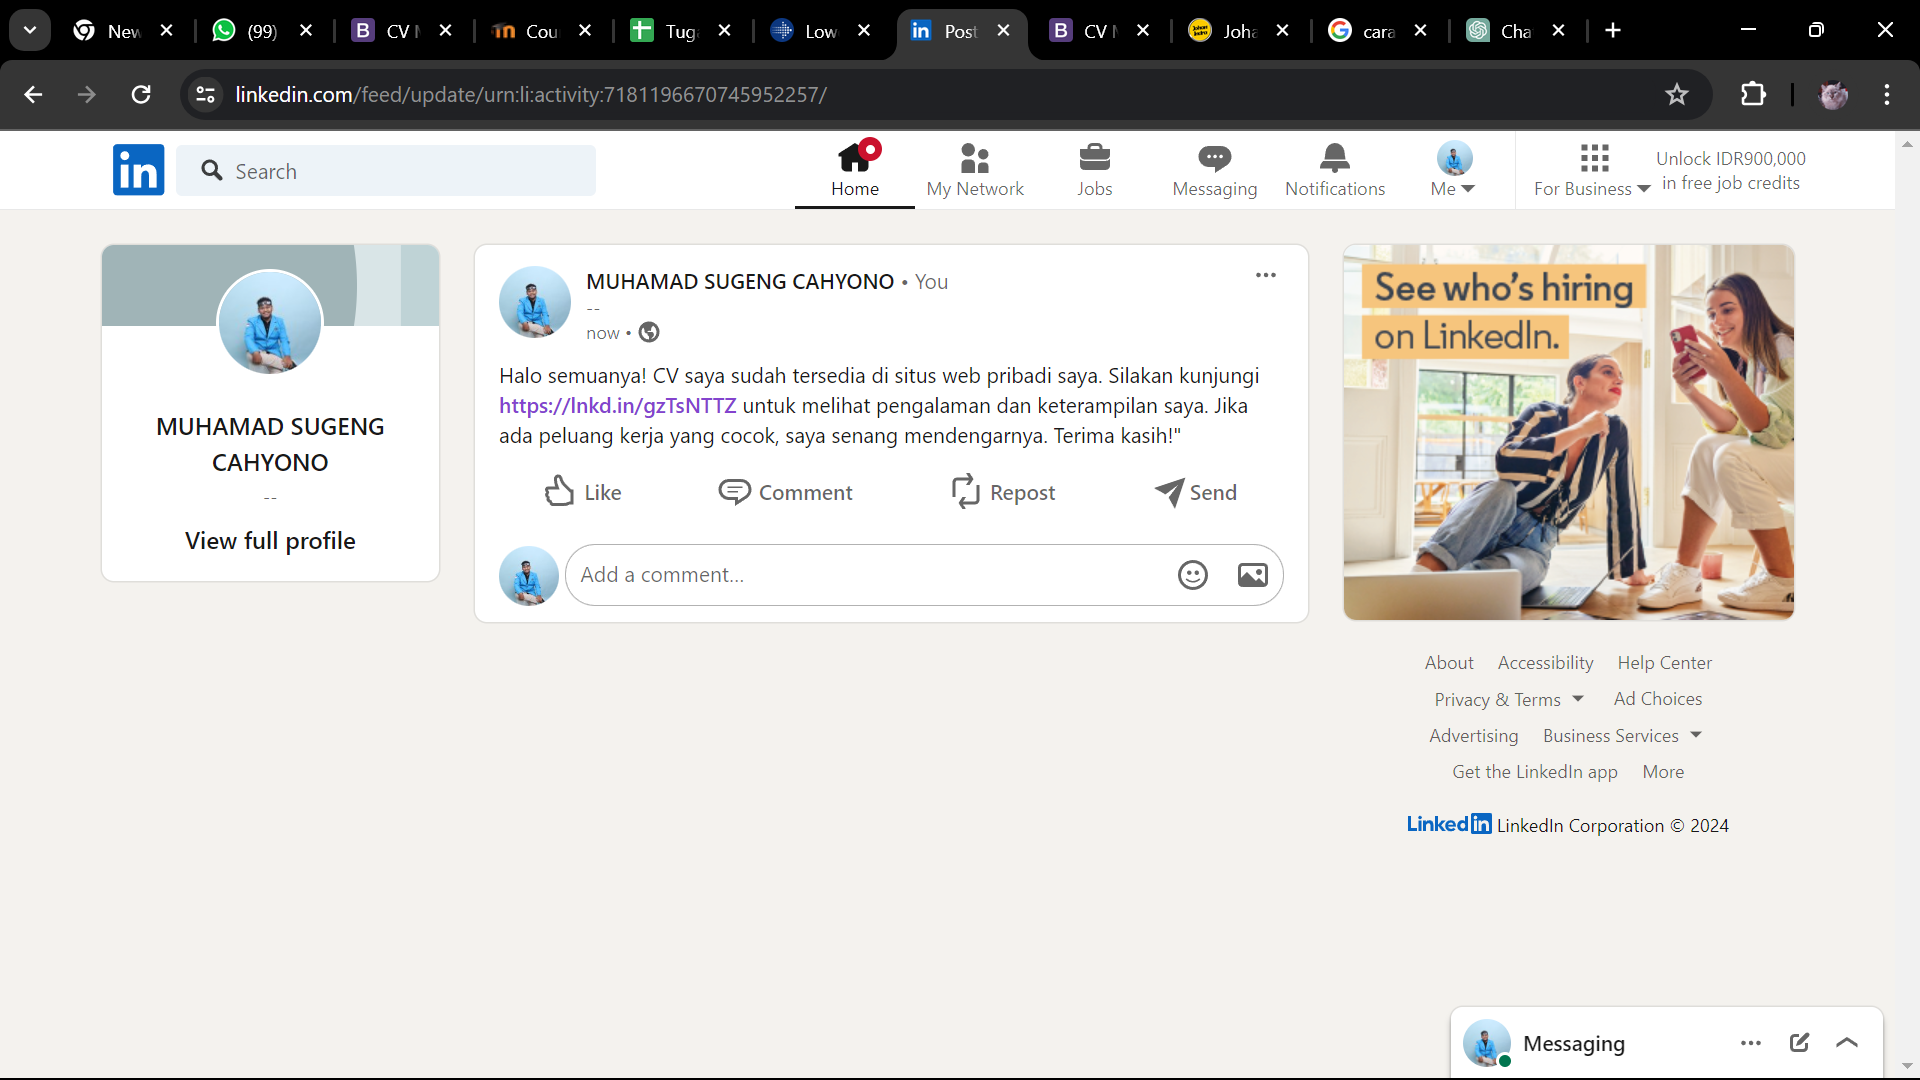 New
(99)
CV M
Cou
Tug
Low
Post
CV M
Joha
cara
Cha
linkedin.com/feed/update/urn:li:activity:7181196670745952257/
in
Search
Home
My Network
Jobs
Messaging
Notifications
Me
For Business
Unlock IDR900,000
in free job credits
MUHAMAD SUGENG
CAHYONO
--
View full profile
MUHAMAD SUGENG CAHYONO • You
--
now •
Halo semuanya! CV saya sudah tersedia di situs web pribadi saya. Silakan kunjungi
https://lnkd.in/gzTsNTTZ untuk melihat pengalaman dan keterampilan saya. Jika
ada peluang kerja yang cocok, saya senang mendengarnya. Terima kasih!"
Like
Comment
Repost
Send
Add a comment...
See who's hiring
on LinkedIn.
About Accessibility Help Center
Privacy & Terms Ad Choices
Advertising Business Services
Get the LinkedIn app More
LinkedIn LinkedIn Corporation © 2024
Messaging